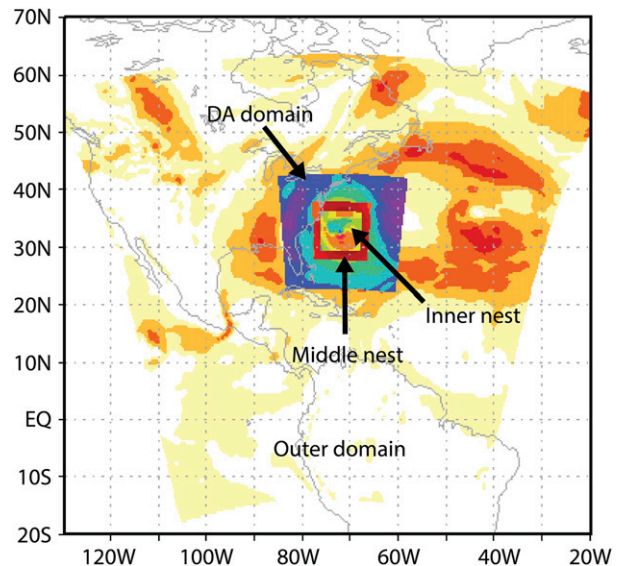 70N
60N
50N
40N
30N
20N
10N
EQ
10S
20S
DA domain
Inner nest
Middle nest
Outer domain
120W 100W 80W 60W 40W 20W